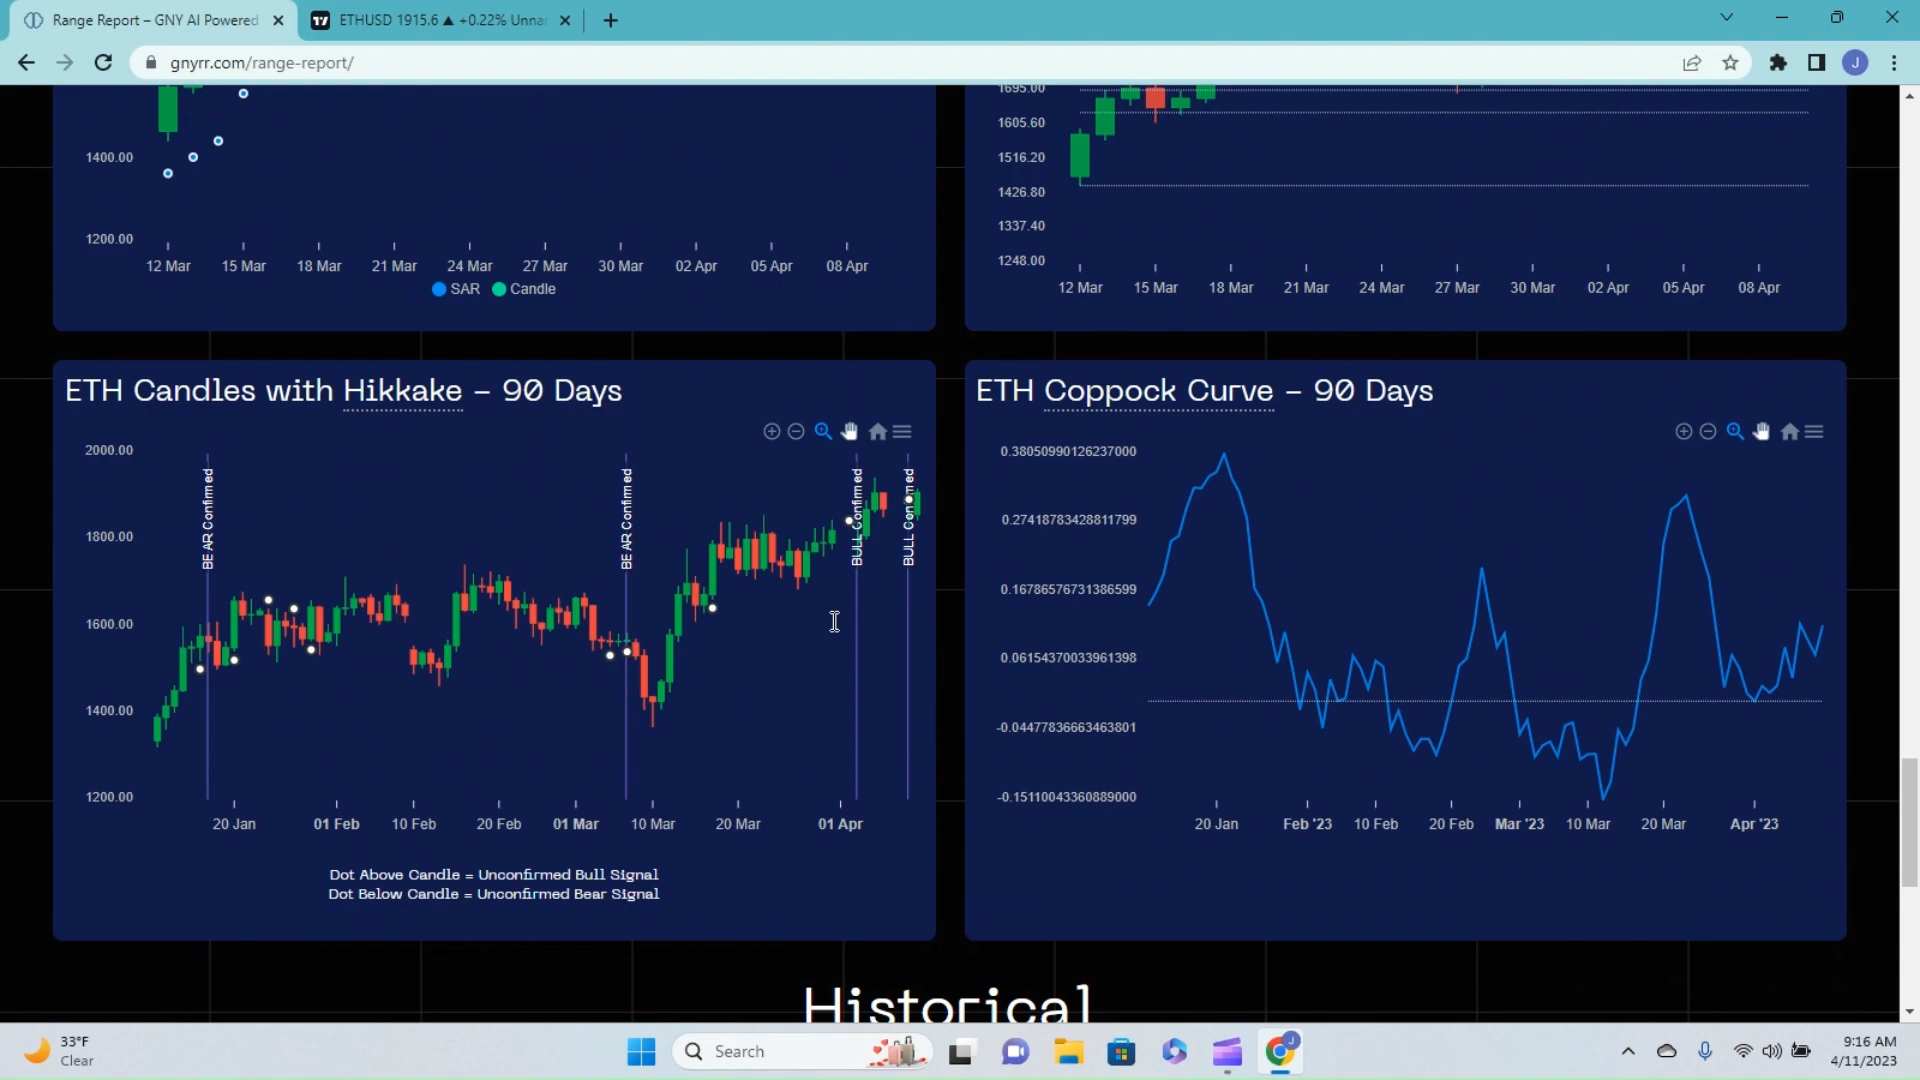 Range Report – GNY AI Powered
ETHUSD 1915.6 ▲ +0.22% Unna
gnyrr.com/range-report/
J
1400.00
1200.00
12 Mar 15 Mar 18 Mar 21 Mar 24 Mar 27 Mar 30 Mar 02 Apr 05 Apr 08 Apr
SAR Candle
1695.00
1605.60
1516.20
1426.80
1337.40
1248.00
12 Mar 15 Mar 18 Mar 21 Mar 24 Mar 27 Mar 30 Mar 02 Apr 05 Apr 08 Apr
ETH Candles with Hikkake – 90 Days
2000.00
1800.00
1600.00
1400.00
1200.00
BEAR Confirmed
BEAR Confirmed
BULL Confirmed
BULL Confirmed
20 Jan 01 Feb 10 Feb 20 Feb 01 Mar 10 Mar 20 Mar 01 Apr
Dot Above Candle = Unconfirmed Bull Signal
Dot Below Candle = Unconfirmed Bear Signal
ETH Coppock Curve – 90 Days
0.38050990126237000
0.27418783428811799
0.16786576731386599
0.06154370033961398
-0.04477836663463801
-0.15110043360889000
20 Jan Feb '23 10 Feb 20 Feb Mar '23 10 Mar 20 Mar Apr '23
Historical
33°F
Clear
Search
J
9:16 AM
4/11/2023